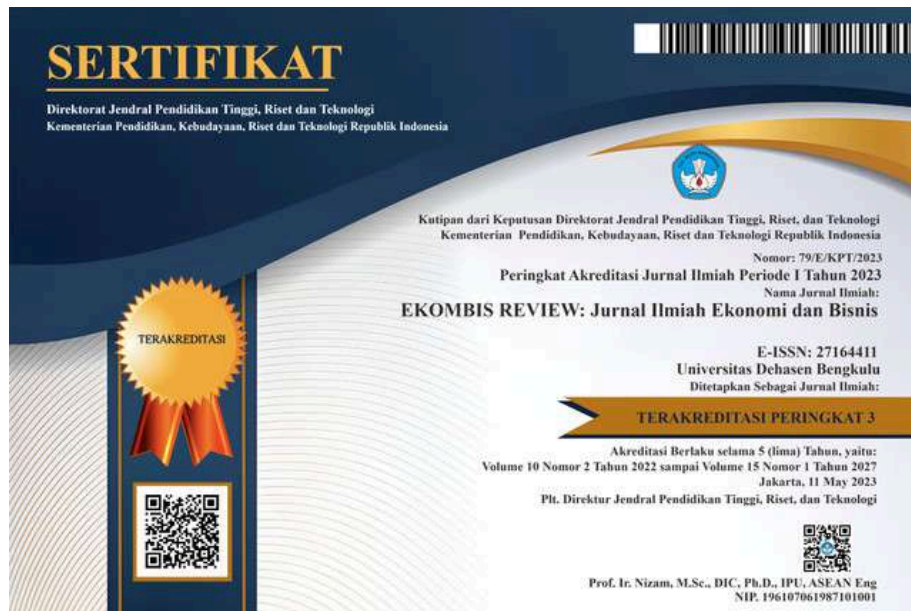 SERTIFIKAT
Direktorat Jendral Pendidikan Tinggi, Riset dan Teknologi
Kementerian Pendidikan, Kebudayaan, Riset dan Teknologi Republik Indonesia
Kutipan dari Keputusan Direktorat Jendral Pendidikan Tinggi, Riset, dan Teknologi
Kementerian Pendidikan, Kebudayaan, Riset dan Teknologi Republik Indonesia
Nomor: 79/E/KPT/2023
Peringkat Akreditasi Jurnal Ilmiah Periode I Tahun 2023
Nama Jurnal Ilmiah:
EKOMBIS REVIEW: Jurnal Ilmiah Ekonomi dan Bisnis
E-ISSN: 27164411
Universitas Dehasen Bengkulu
Ditetapkan Sebagai Jurnal Ilmiah:
TERAKREDITASI PERINGKAT 3
Akreditasi Berlaku selama 5 (lima) Tahun, yaitu:
Volume 10 Nomor 2 Tahun 2022 sampai Volume 15 Nomor 1 Tahun 2027
Jakarta, 11 May 2023
Plt. Direktur Jendral Pendidikan Tinggi, Riset, dan Teknologi
Prof. Ir. Nizam, M.Sc., DIC, Ph.D., IPU, ASEAN Eng
NIP. 196107061987101001
TERAKREDITASI